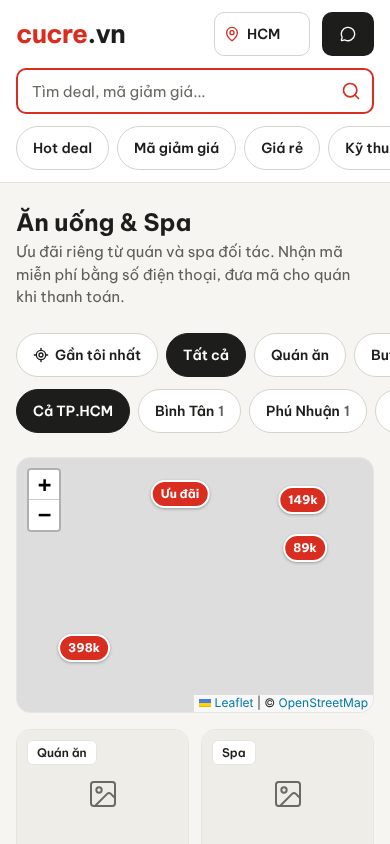 cucre.vn
HCM
Tìm deal, mã giảm giá...
Hot deal
Mã giảm giá
Giá rẻ
Kỹ thu
Ăn uống & Spa
Ưu đãi riêng từ quán và spa đối tác. Nhận mã
miễn phí bằng số điện thoại, đưa mã cho quán
khi thanh toán.
Gần tôi nhất
Tất cả
Quán ăn
Bu
Cả TP.HCM
Bình Tân 1
Phú Nhuận 1
+
−
Ưu đãi
149k
89k
398k
Leaflet | © OpenStreetMap
Quán ăn
Spa